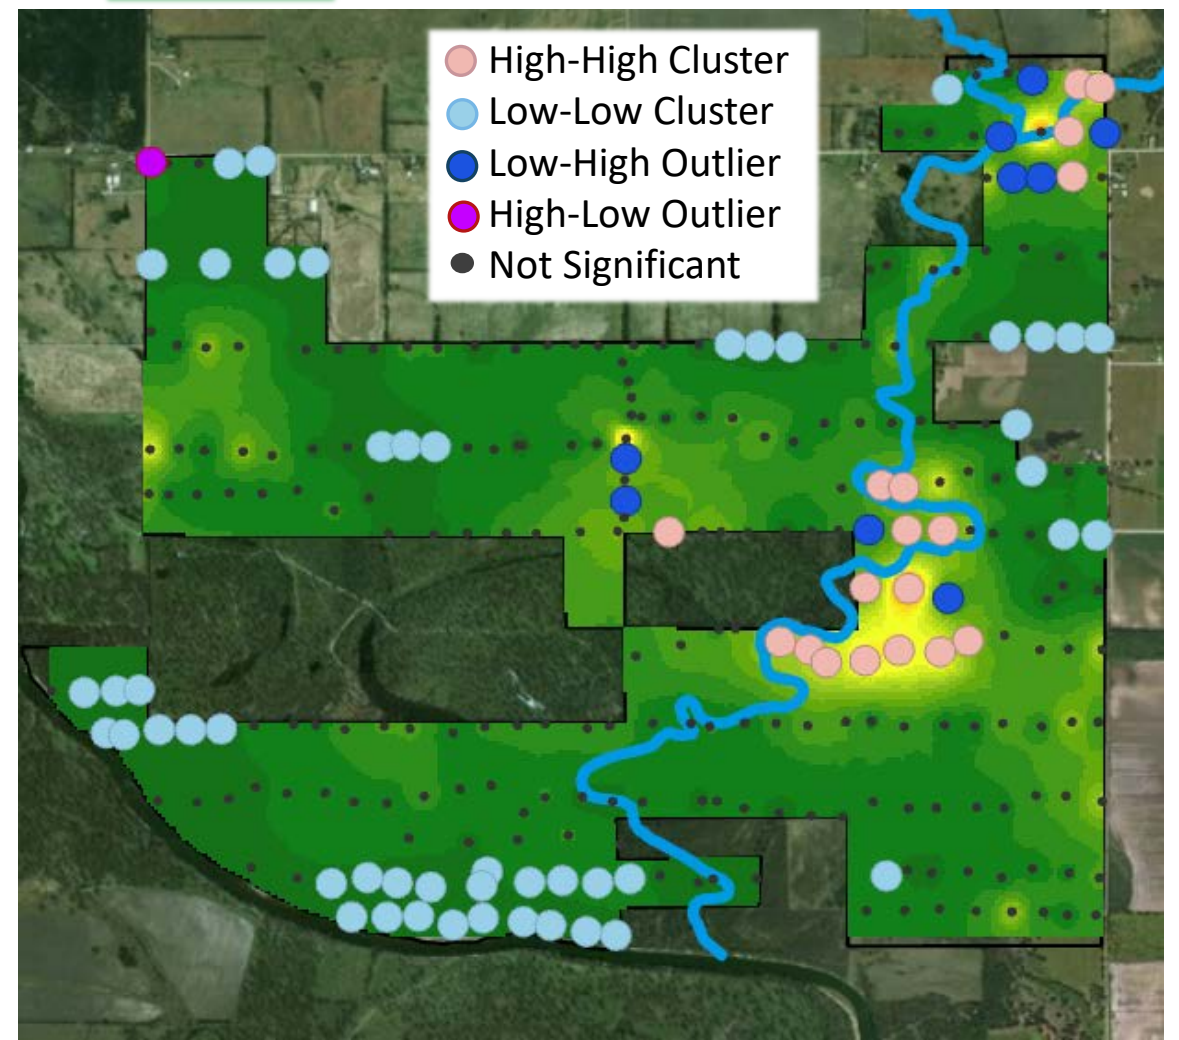 High-High Cluster
Low-Low Cluster
Low-High Outlier
High-Low Outlier
Not Significant